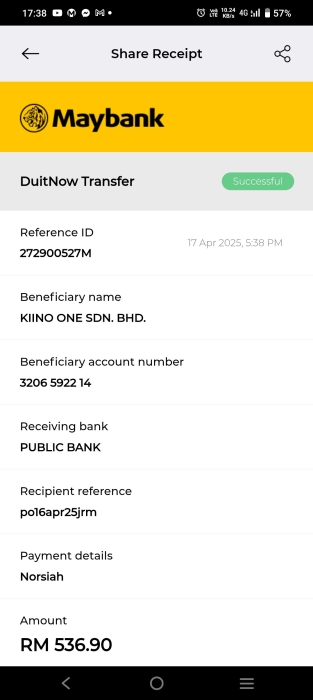 17:38 10.24 KB/s 4G 57%
Share Receipt
Maybank
DuitNow Transfer Successful
Reference ID
17 Apr 2025, 5:38 PM
272900527M
Beneficiary name
KIINO ONE SDN. BHD.
Beneficiary account number
3206 5922 14
Receiving bank
PUBLIC BANK
Recipient reference
po16apr25jrm
Payment details
Norsiah
Amount
RM 536.90